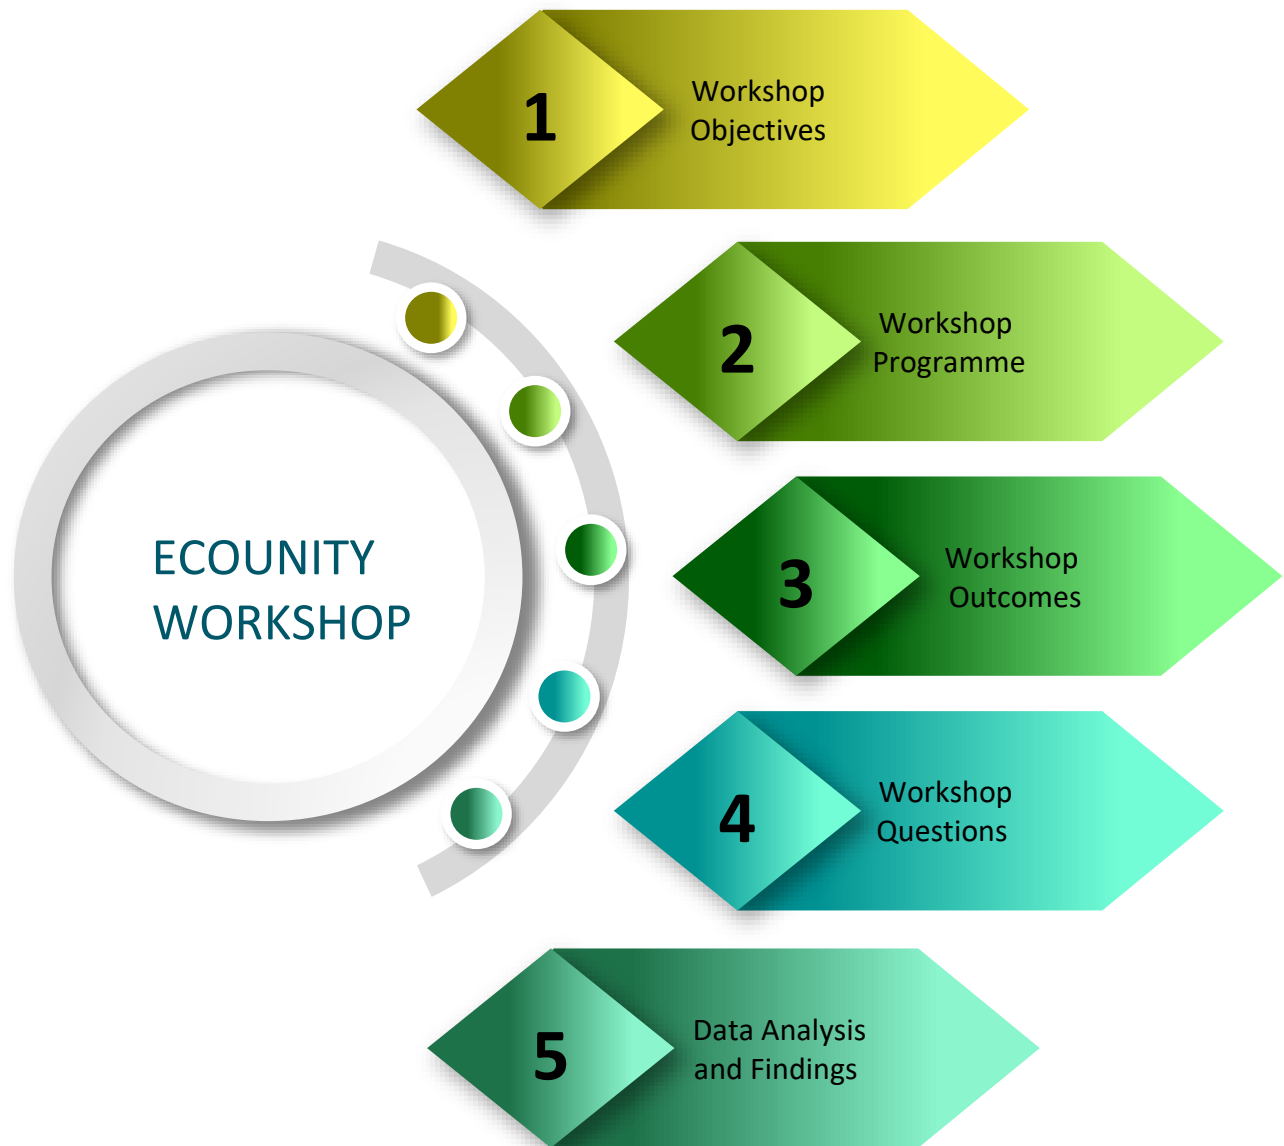 1
Workshop
Objectives
2
Workshop
Programme
ECOUNITY
WORKSHOP
3
Workshop
Outcomes
4
Workshop
Questions
5
Data Analysis
and Findings